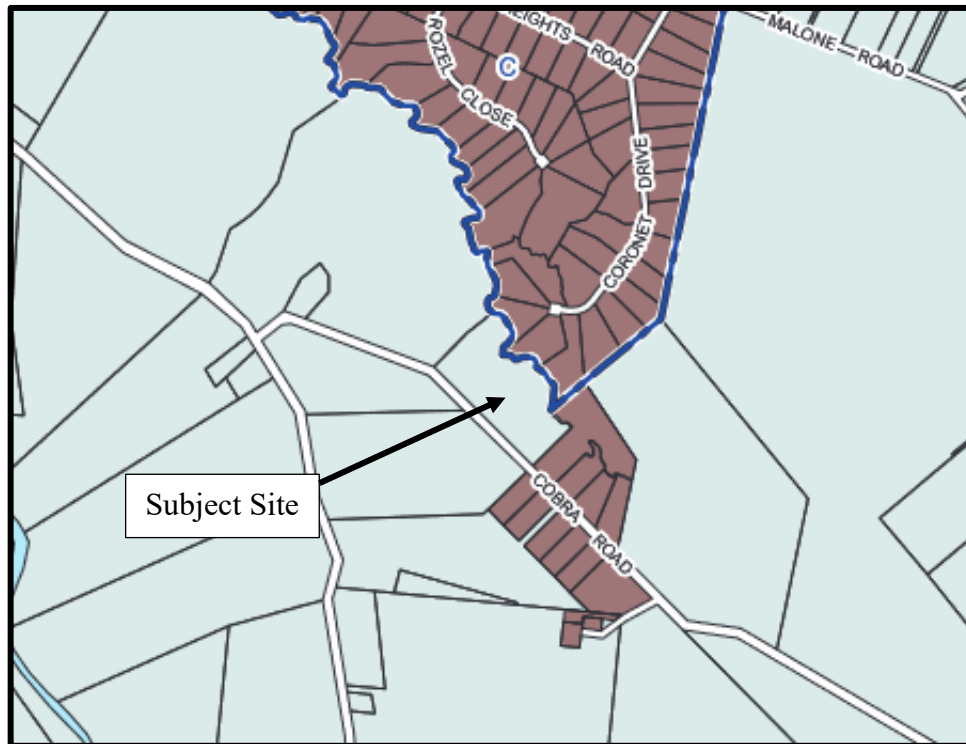 HEIGHTS ROAD
MALONE ROAD
ROZEL CLOSE
C
CORONET DRIVE
Subject Site
COBRA ROAD